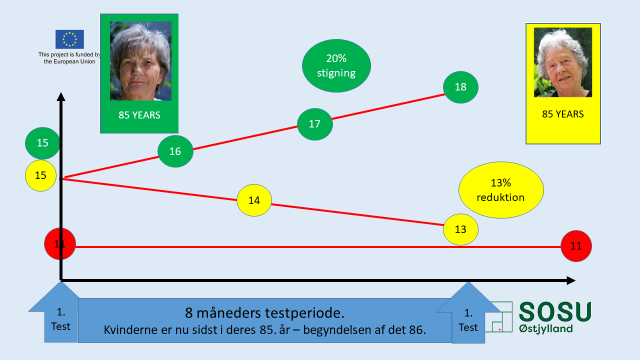 This project is funded by
the European Union
85 YEARS
20%
stigning
85 YEARS
18
17
16
15
15
14
13%
reduktion
13
11
11
1.
Test
8 måneders testperiode.
Kvinderne er nu sidst i deres 85. år – begyndelsen af det 86.
1.
Test
SOSU
Østjylland